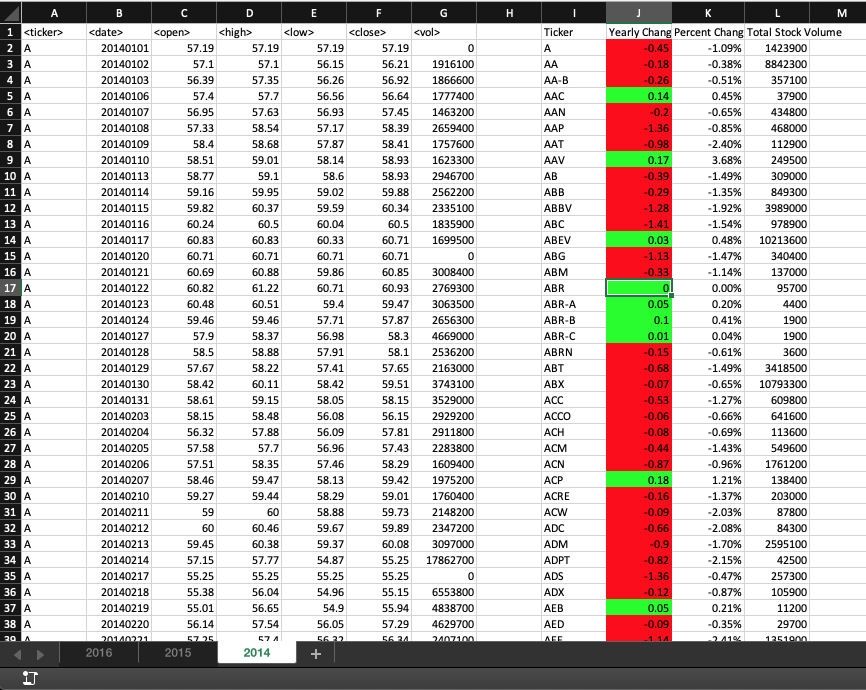 A B C D E F G H I J K L M
1 <ticker> <date> <open> <high> <low> <close> <vol> Ticker Yearly Chang Percent Chang Total Stock Volume
2 A 20140101 57.19 57.19 57.19 57.19 0 A -0.45 -1.09% 1423900
3 A 20140102 57.1 57.1 56.15 56.21 1916100 AA -0.18 -0.38% 8842300
4 A 20140103 56.39 57.35 56.26 56.92 1866600 AA-B -0.26 -0.51% 357100
5 A 20140106 57.4 57.7 56.56 56.64 1777400 AAC 0.14 0.45% 37900
6 A 20140107 56.95 57.63 56.93 57.45 1463200 AAN -0.2 -0.65% 434800
7 A 20140108 57.33 58.54 57.17 58.39 2659400 AAP -1.36 -0.85% 468000
8 A 20140109 58.4 58.68 57.87 58.41 1757600 AAT -0.98 -2.40% 112900
9 A 20140110 58.51 59.01 58.14 58.93 1623300 AAV 0.17 3.68% 249500
10 A 20140113 58.77 59.1 58.6 58.93 2946700 AB -0.39 -1.49% 309000
11 A 20140114 59.16 59.95 59.02 59.88 2562200 ABB -0.29 -1.35% 849300
12 A 20140115 59.82 60.37 59.59 60.34 2335100 ABBV -1.28 -1.92% 3989000
13 A 20140116 60.24 60.5 60.04 60.5 1835900 ABC -1.41 -1.54% 978900
14 A 20140117 60.83 60.83 60.33 60.71 1699500 ABEV 0.03 0.48% 10213600
15 A 20140120 60.71 60.71 60.71 60.71 0 ABG -1.13 -1.47% 340400
16 A 20140121 60.69 60.88 59.86 60.85 3008400 ABM -0.33 -1.14% 137000
17 A 20140122 60.82 61.22 60.71 60.93 2769300 ABR 0 0.00% 95700
18 A 20140123 60.48 60.51 59.4 59.47 3063500 ABR-A 0.05 0.20% 4400
19 A 20140124 59.46 59.46 57.71 57.87 2656300 ABR-B 0.1 0.41% 1900
20 A 20140127 57.9 58.37 56.98 58.3 4669000 ABR-C 0.01 0.04% 1900
21 A 20140128 58.5 58.88 57.91 58.1 2536200 ABRN -0.15 -0.61% 3600
22 A 20140129 57.67 58.22 57.41 57.65 2163000 ABT -0.68 -1.49% 3418500
23 A 20140130 58.42 60.11 58.42 59.51 3743100 ABX -0.07 -0.65% 10793300
24 A 20140131 58.61 59.15 58.05 58.15 3529000 ACC -0.53 -1.27% 609800
25 A 20140203 58.15 58.48 56.08 56.15 2929200 ACCO -0.06 -0.66% 641600
26 A 20140204 56.32 57.88 56.09 57.81 2911800 ACH -0.08 -0.69% 113600
27 A 20140205 57.58 57.7 56.96 57.43 2283800 ACM -0.44 -1.43% 549600
28 A 20140206 57.51 58.35 57.46 58.29 1609400 ACN -0.87 -0.96% 1761200
29 A 20140207 58.46 59.47 58.13 59.42 1975200 ACP 0.18 1.21% 138400
30 A 20140210 59.27 59.44 58.29 59.01 1760400 ACRE -0.16 -1.37% 203000
31 A 20140211 59 60 58.88 59.73 2148200 ACW -0.09 -2.03% 87800
32 A 20140212 60 60.46 59.67 59.89 2347200 ADC -0.66 -2.08% 84300
33 A 20140213 59.45 60.38 59.37 60.08 3097000 ADM -0.9 -1.70% 2595100
34 A 20140214 57.15 57.77 54.87 55.25 17862700 ADPT -0.82 -2.15% 42500
35 A 20140217 55.25 55.25 55.25 55.25 0 ADS -1.36 -0.47% 257300
36 A 20140218 55.38 56.04 54.96 55.15 6553800 ADX -0.12 -0.87% 105900
37 A 20140219 55.01 56.65 54.9 55.94 4838700 AEB 0.05 0.21% 11200
38 A 20140220 56.14 57.54 56.05 57.29 4629700 AED -0.09 -0.35% 29700
39 A 20140221 57.25 57.4 56.32 56.34 2407100 AEE -1.14 -2.41% 1351900
2016 2015 2014 +